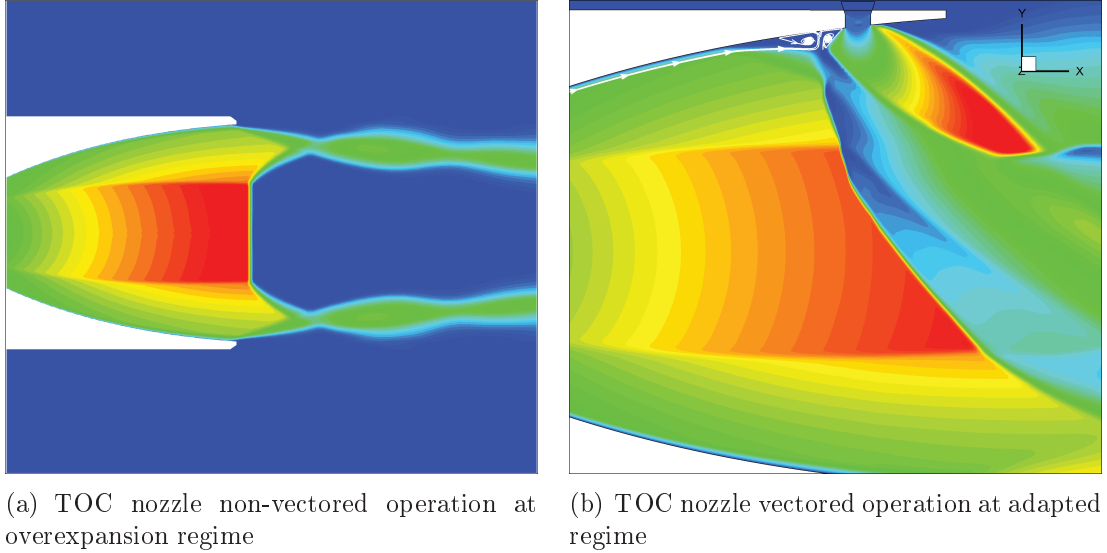 Y
Z
X
(a) TOC nozzle non-vectored operation at
overexpansion regime
(b) TOC nozzle vectored operation at adapted
regime